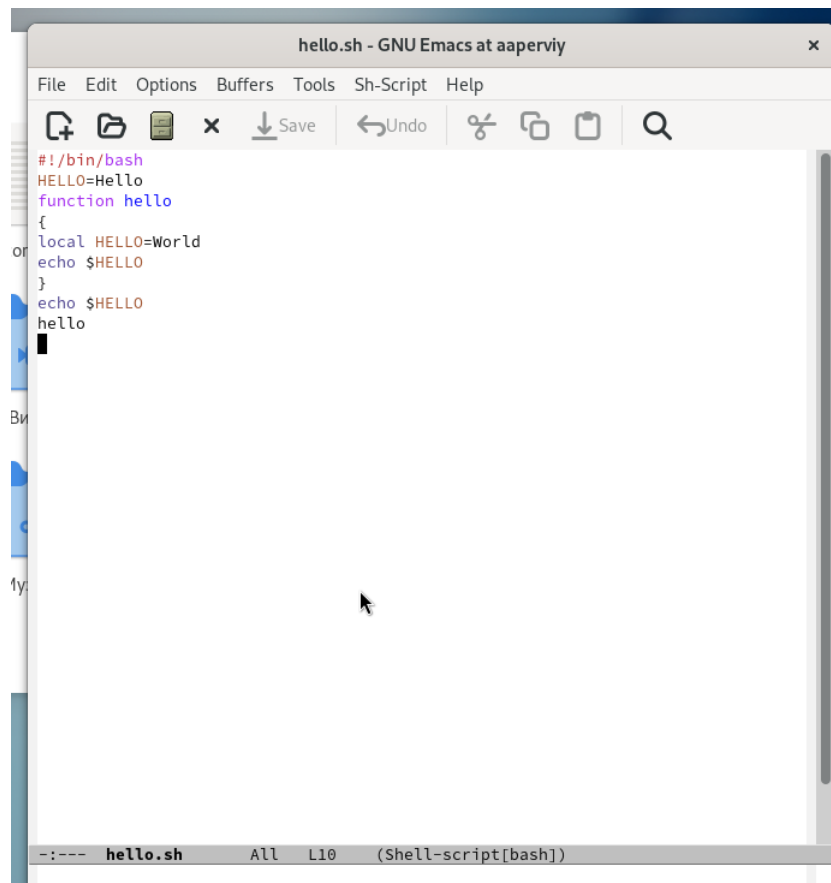 hello.sh - GNU Emacs at aaperviy
File Edit Options Buffers Tools Sh-Script Help
Save Undo
#!/bin/bash
HELLO=Hello
function hello
{
local HELLO=World
echo $HELLO
}
echo $HELLO
hello
-:--- hello.sh All L10 (Shell-script[bash])